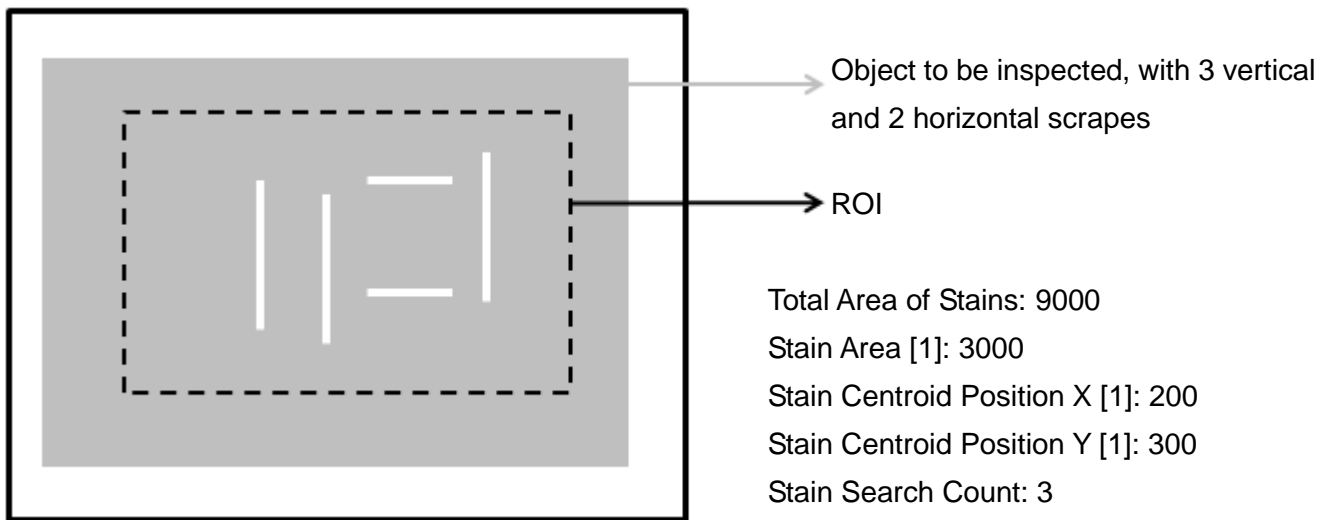 Object to be inspected, with 3 vertical
and 2 horizontal scrapes
ROI
Total Area of Stains: 9000
Stain Area [1]: 3000
Stain Centroid Position X [1]: 200
Stain Centroid Position Y [1]: 300
Stain Search Count: 3